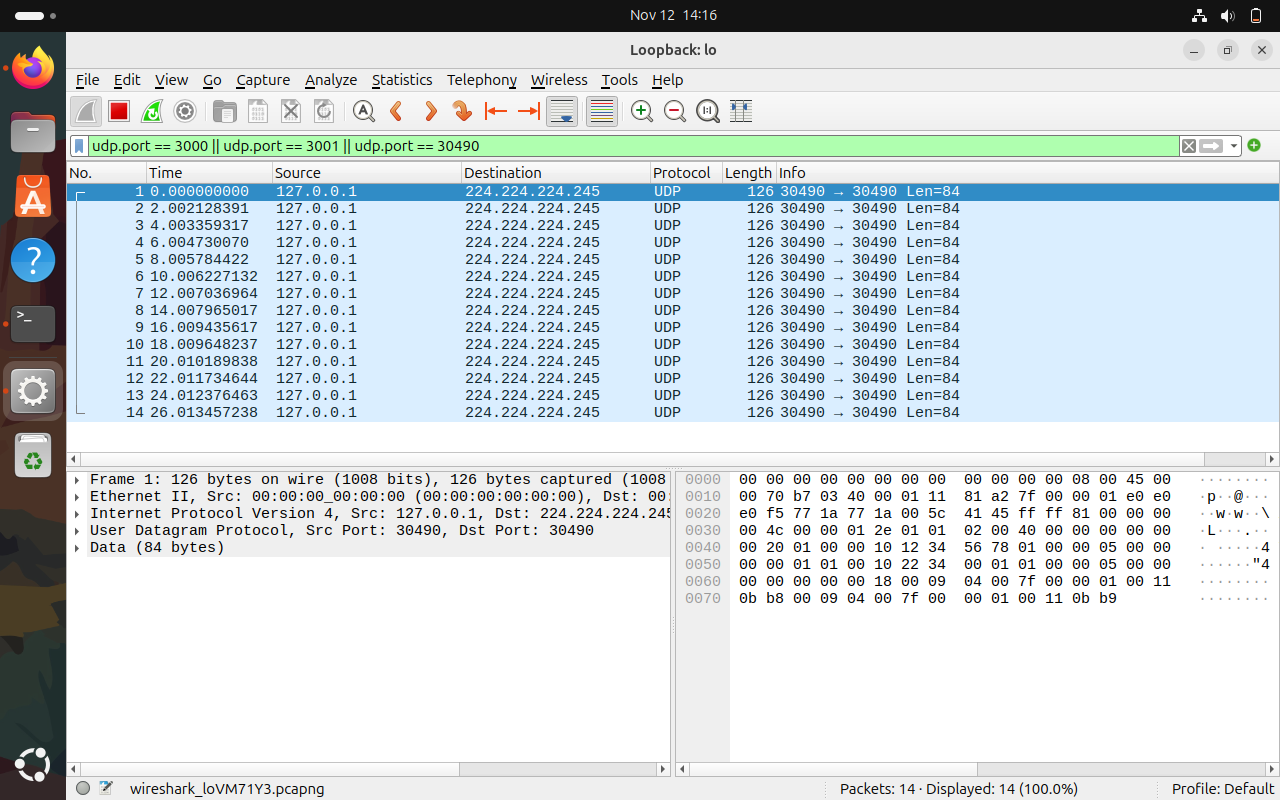 Nov 12 14:16
Loopback: lo
File Edit View Go Capture Analyze Statistics Telephony Wireless Tools Help
udp.port == 3000 || udp.port == 3001 || udp.port == 30490
No. Time Source Destination Protocol Length Info
1 0.000000000 127.0.0.1 224.224.224.245 UDP 126 30490 → 30490 Len=84
2 2.002128391 127.0.0.1 224.224.224.245 UDP 126 30490 → 30490 Len=84
3 4.003359317 127.0.0.1 224.224.224.245 UDP 126 30490 → 30490 Len=84
4 6.004730070 127.0.0.1 224.224.224.245 UDP 126 30490 → 30490 Len=84
5 8.005784422 127.0.0.1 224.224.224.245 UDP 126 30490 → 30490 Len=84
6 10.006227132 127.0.0.1 224.224.224.245 UDP 126 30490 → 30490 Len=84
7 12.007036964 127.0.0.1 224.224.224.245 UDP 126 30490 → 30490 Len=84
8 14.007965017 127.0.0.1 224.224.224.245 UDP 126 30490 → 30490 Len=84
9 16.009435617 127.0.0.1 224.224.224.245 UDP 126 30490 → 30490 Len=84
10 18.009648237 127.0.0.1 224.224.224.245 UDP 126 30490 → 30490 Len=84
11 20.010189838 127.0.0.1 224.224.224.245 UDP 126 30490 → 30490 Len=84
12 22.011734644 127.0.0.1 224.224.224.245 UDP 126 30490 → 30490 Len=84
13 24.012376463 127.0.0.1 224.224.224.245 UDP 126 30490 → 30490 Len=84
14 26.013457238 127.0.0.1 224.224.224.245 UDP 126 30490 → 30490 Len=84
Frame 1: 126 bytes on wire (1008 bits), 126 bytes captured (1008
Ethernet II, Src: 00:00:00_00:00:00 (00:00:00:00:00:00), Dst: 00:
Internet Protocol Version 4, Src: 127.0.0.1, Dst: 224.224.224.245
User Datagram Protocol, Src Port: 30490, Dst Port: 30490
Data (84 bytes)
0000 00 00 00 00 00 00 00 00 00 00 00 00 08 00 45 00 ········
0010 00 70 b7 03 40 00 01 11 81 a2 7f 00 00 01 e0 e0 ·p··@···
0020 e0 f5 77 1a 77 1a 00 5c 41 45 ff ff 81 00 00 00 ··w·w··\
0030 00 4c 00 00 01 2e 01 01 02 00 40 00 00 00 00 00 ·L···.··
0040 00 20 01 00 00 10 12 34 56 78 01 00 00 05 00 00 · ·····4
0050 00 00 01 01 00 10 22 34 00 01 01 00 00 05 00 00 ······"4
0060 00 00 00 00 00 18 00 09 04 00 7f 00 00 01 00 11 ········
0070 0b b8 00 09 04 00 7f 00 00 01 00 11 0b b9 ········
wireshark_loVM71Y3.pcapng
Packets: 14 · Displayed: 14 (100.0%)
Profile: Default